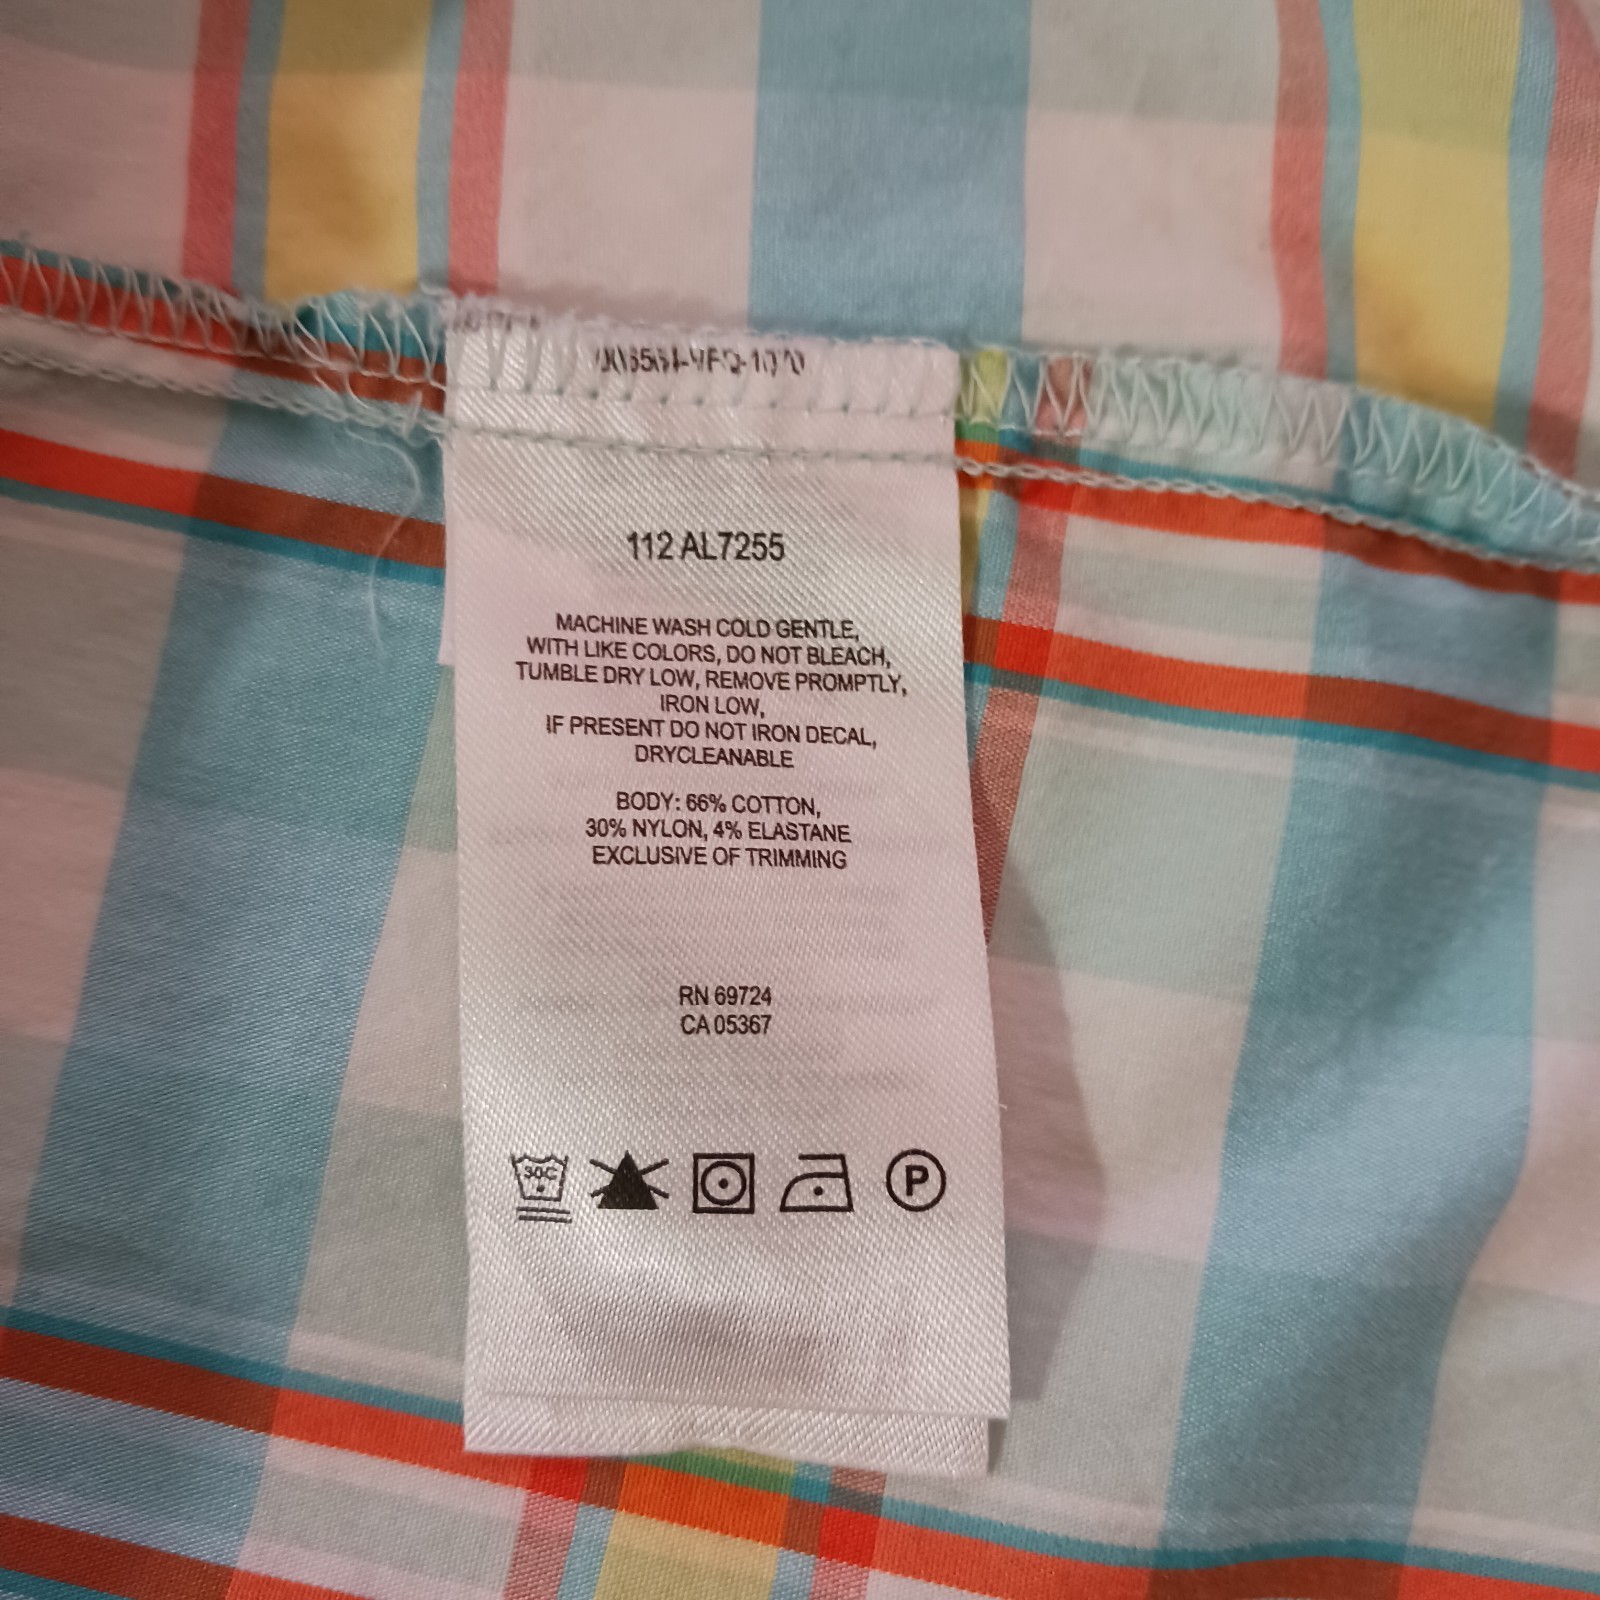 112 AL7255
MACHINE WASH COLD GENTLE,
WITH LIKE COLORS, DO NOT BLEACH,
TUMBLE DRY LOW, REMOVE PROMPTLY,
IRON LOW,
IF PRESENT DO NOT IRON DECAL,
DRYCLEANABLE
BODY: 66% COTTON,
30% NYLON, 4% ELASTANE
EXCLUSIVE OF TRIMMING
RN 69724
CA 05367
30C P